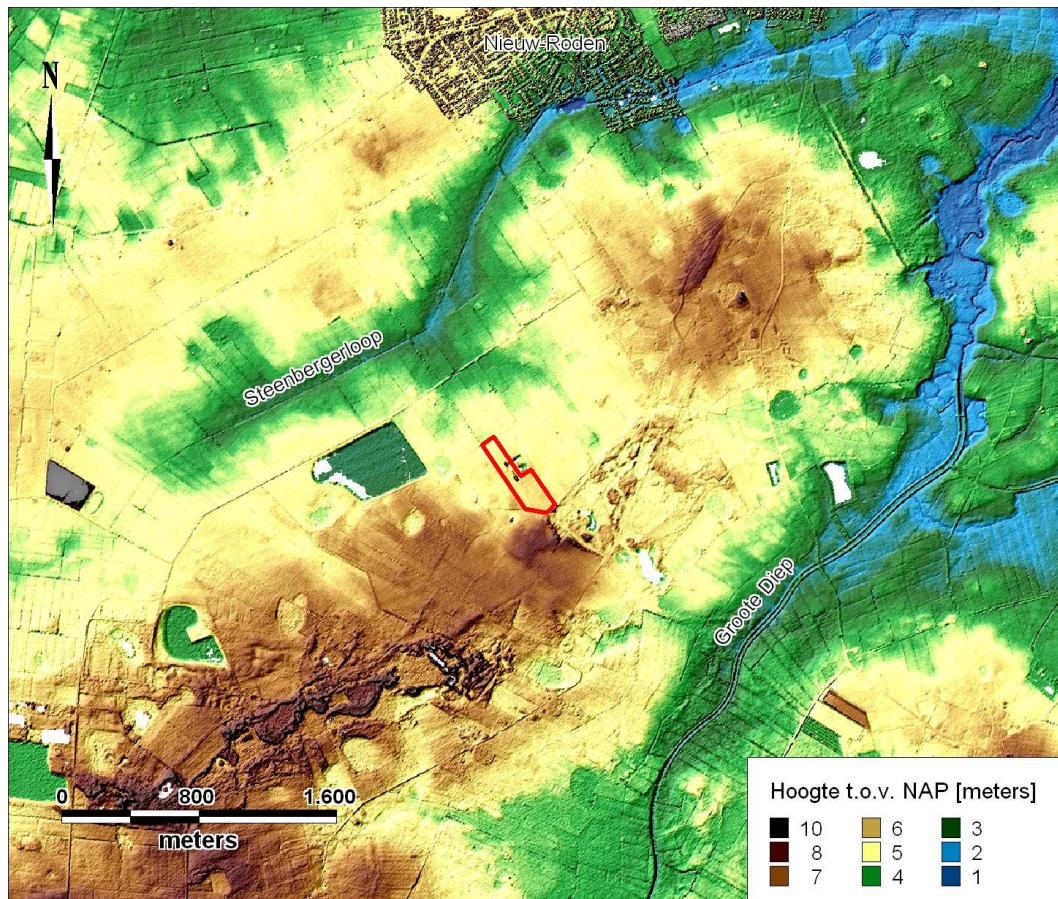 Nieuw-Roden
N
Steenbergerloop
Groote Diep
0 800 1.600
meters
Hoogte t.o.v. NAP [meters]
10 6 3
8 5 2
7 4 1